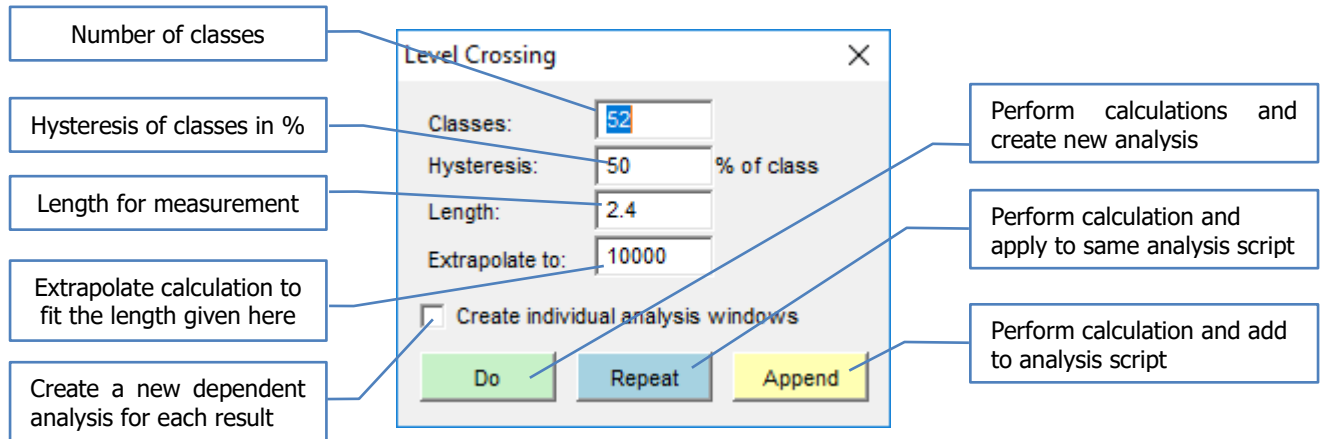 Number of classes
Hysteresis of classes in %
Length for measurement
Extrapolate calculation to
fit the length given here
Create a new dependent
analysis for each result
Level Crossing
Classes:
52
Hysteresis:
50
% of class
Length:
2.4
Extrapolate to:
10000
Create individual analysis windows
Do
Repeat
Append
Perform calculations and
create new analysis
Perform calculation and
apply to same analysis script
Perform calculation and add
to analysis script